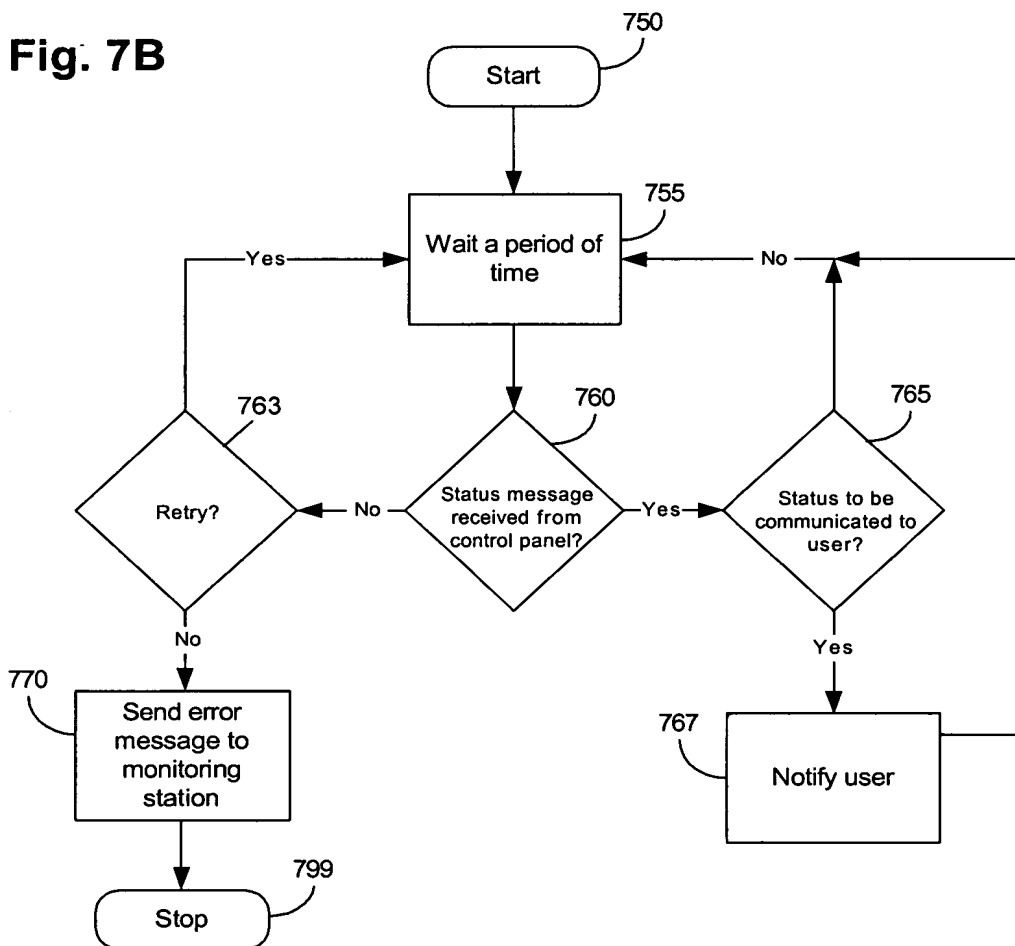 Fig. 7B
750
Start
755
Wait a period of
time
Yes
No
763
760
765
Retry?
No
Status message
received from
control panel?
Yes
Status to be
communicated to
user?
No
Yes
770
Send error
message to
monitoring
station
767
Notify user
799
Stop